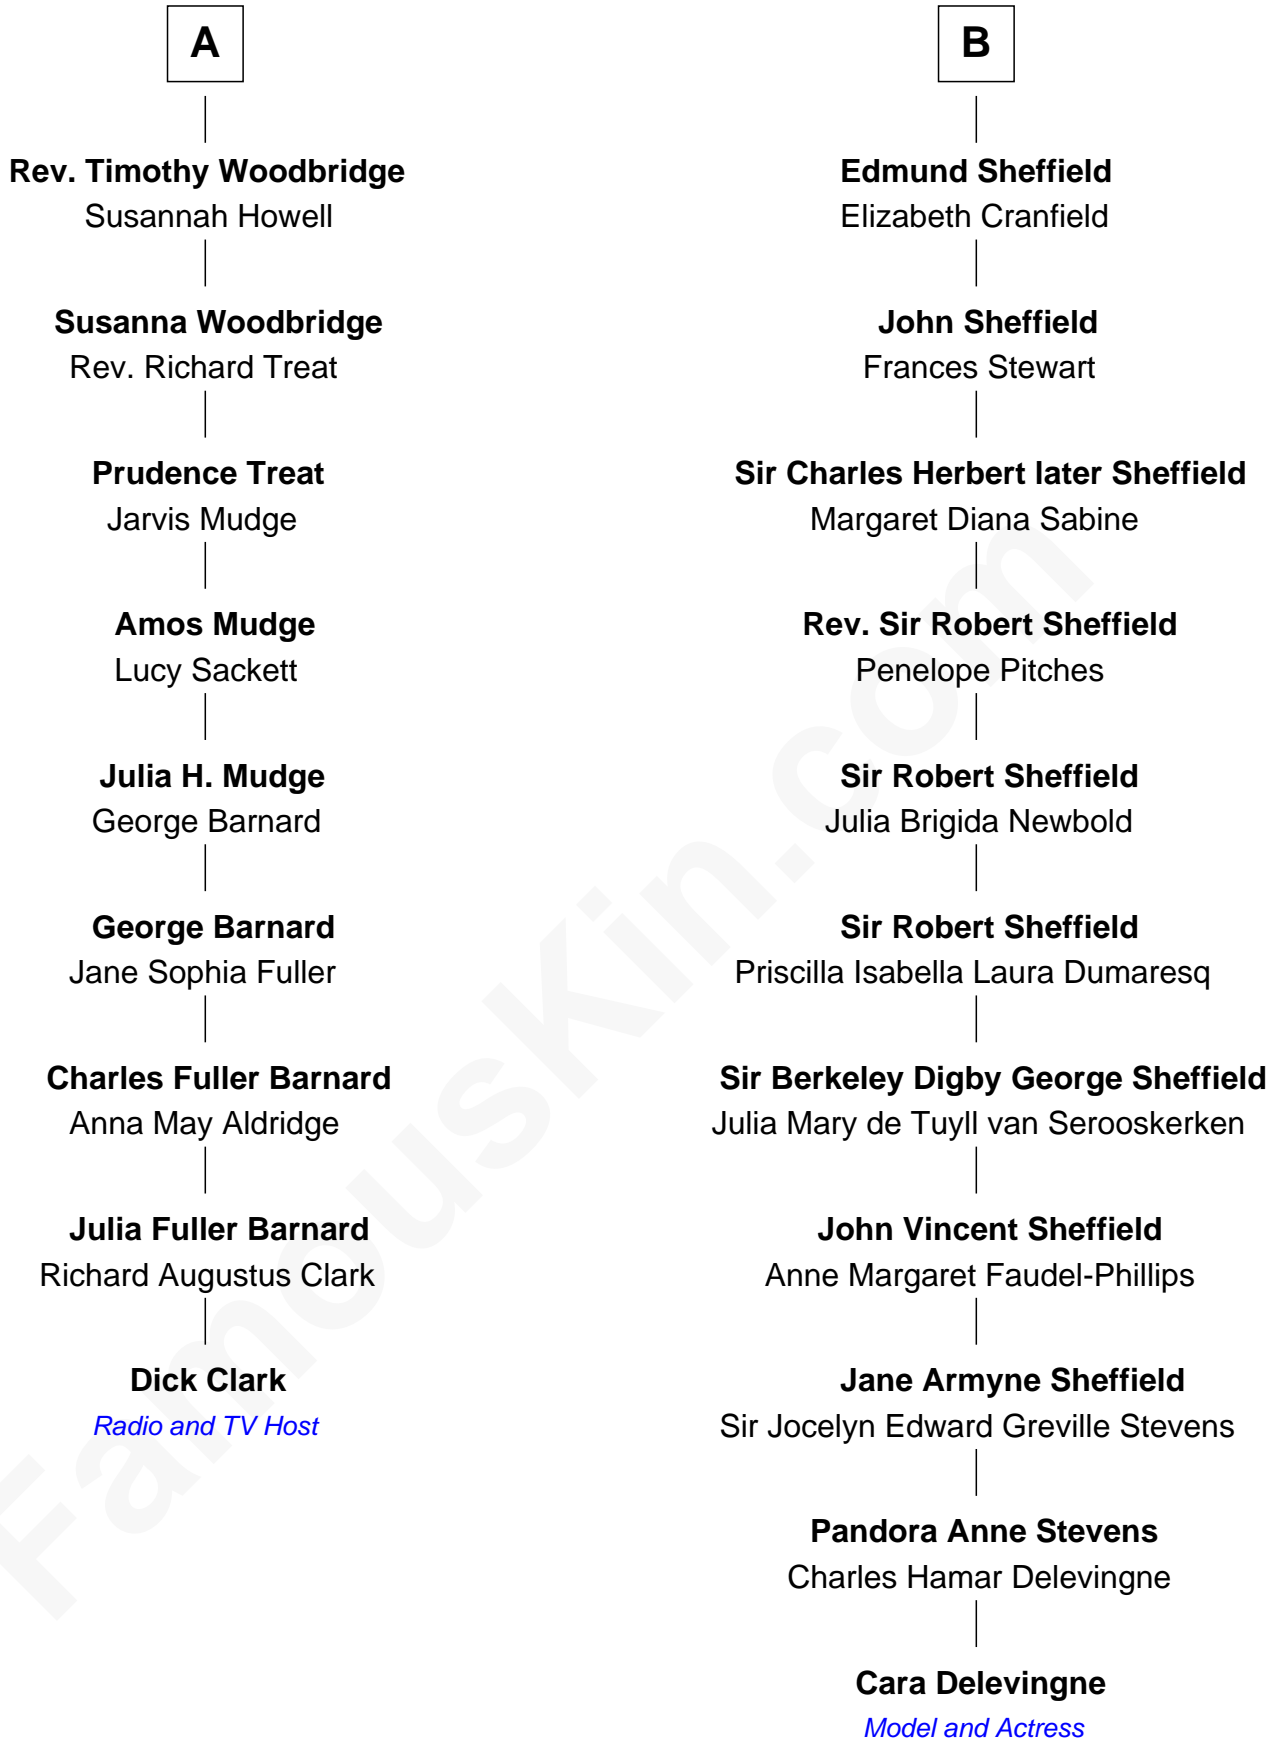 A
Rev. Timothy Woodbridge
Susannah Howell
Susanna Woodbridge
Rev. Richard Treat
Prudence Treat
Jarvis Mudge
Amos Mudge
Lucy Sackett
Julia H. Mudge
George Barnard
George Barnard
Jane Sophia Fuller
Charles Fuller Barnard
Anna May Aldridge
Julia Fuller Barnard
Richard Augustus Clark
Dick Clark
Radio and TV Host
B
Edmund Sheffield
Elizabeth Cranfield
John Sheffield
Frances Stewart
Sir Charles Herbert later Sheffield
Margaret Diana Sabine
Rev. Sir Robert Sheffield
Penelope Pitches
Sir Robert Sheffield
Julia Brigida Newbold
Sir Robert Sheffield
Priscilla Isabella Laura Dumaresq
Sir Berkeley Digby George Sheffield
Julia Mary de Tuyll van Serooskerken
John Vincent Sheffield
Anne Margaret Faudel-Phillips
Jane Armyne Sheffield
Sir Jocelyn Edward Greville Stevens
Pandora Anne Stevens
Charles Hamar Delevingne
Cara Delevingne
Model and Actress
FamousKin.com